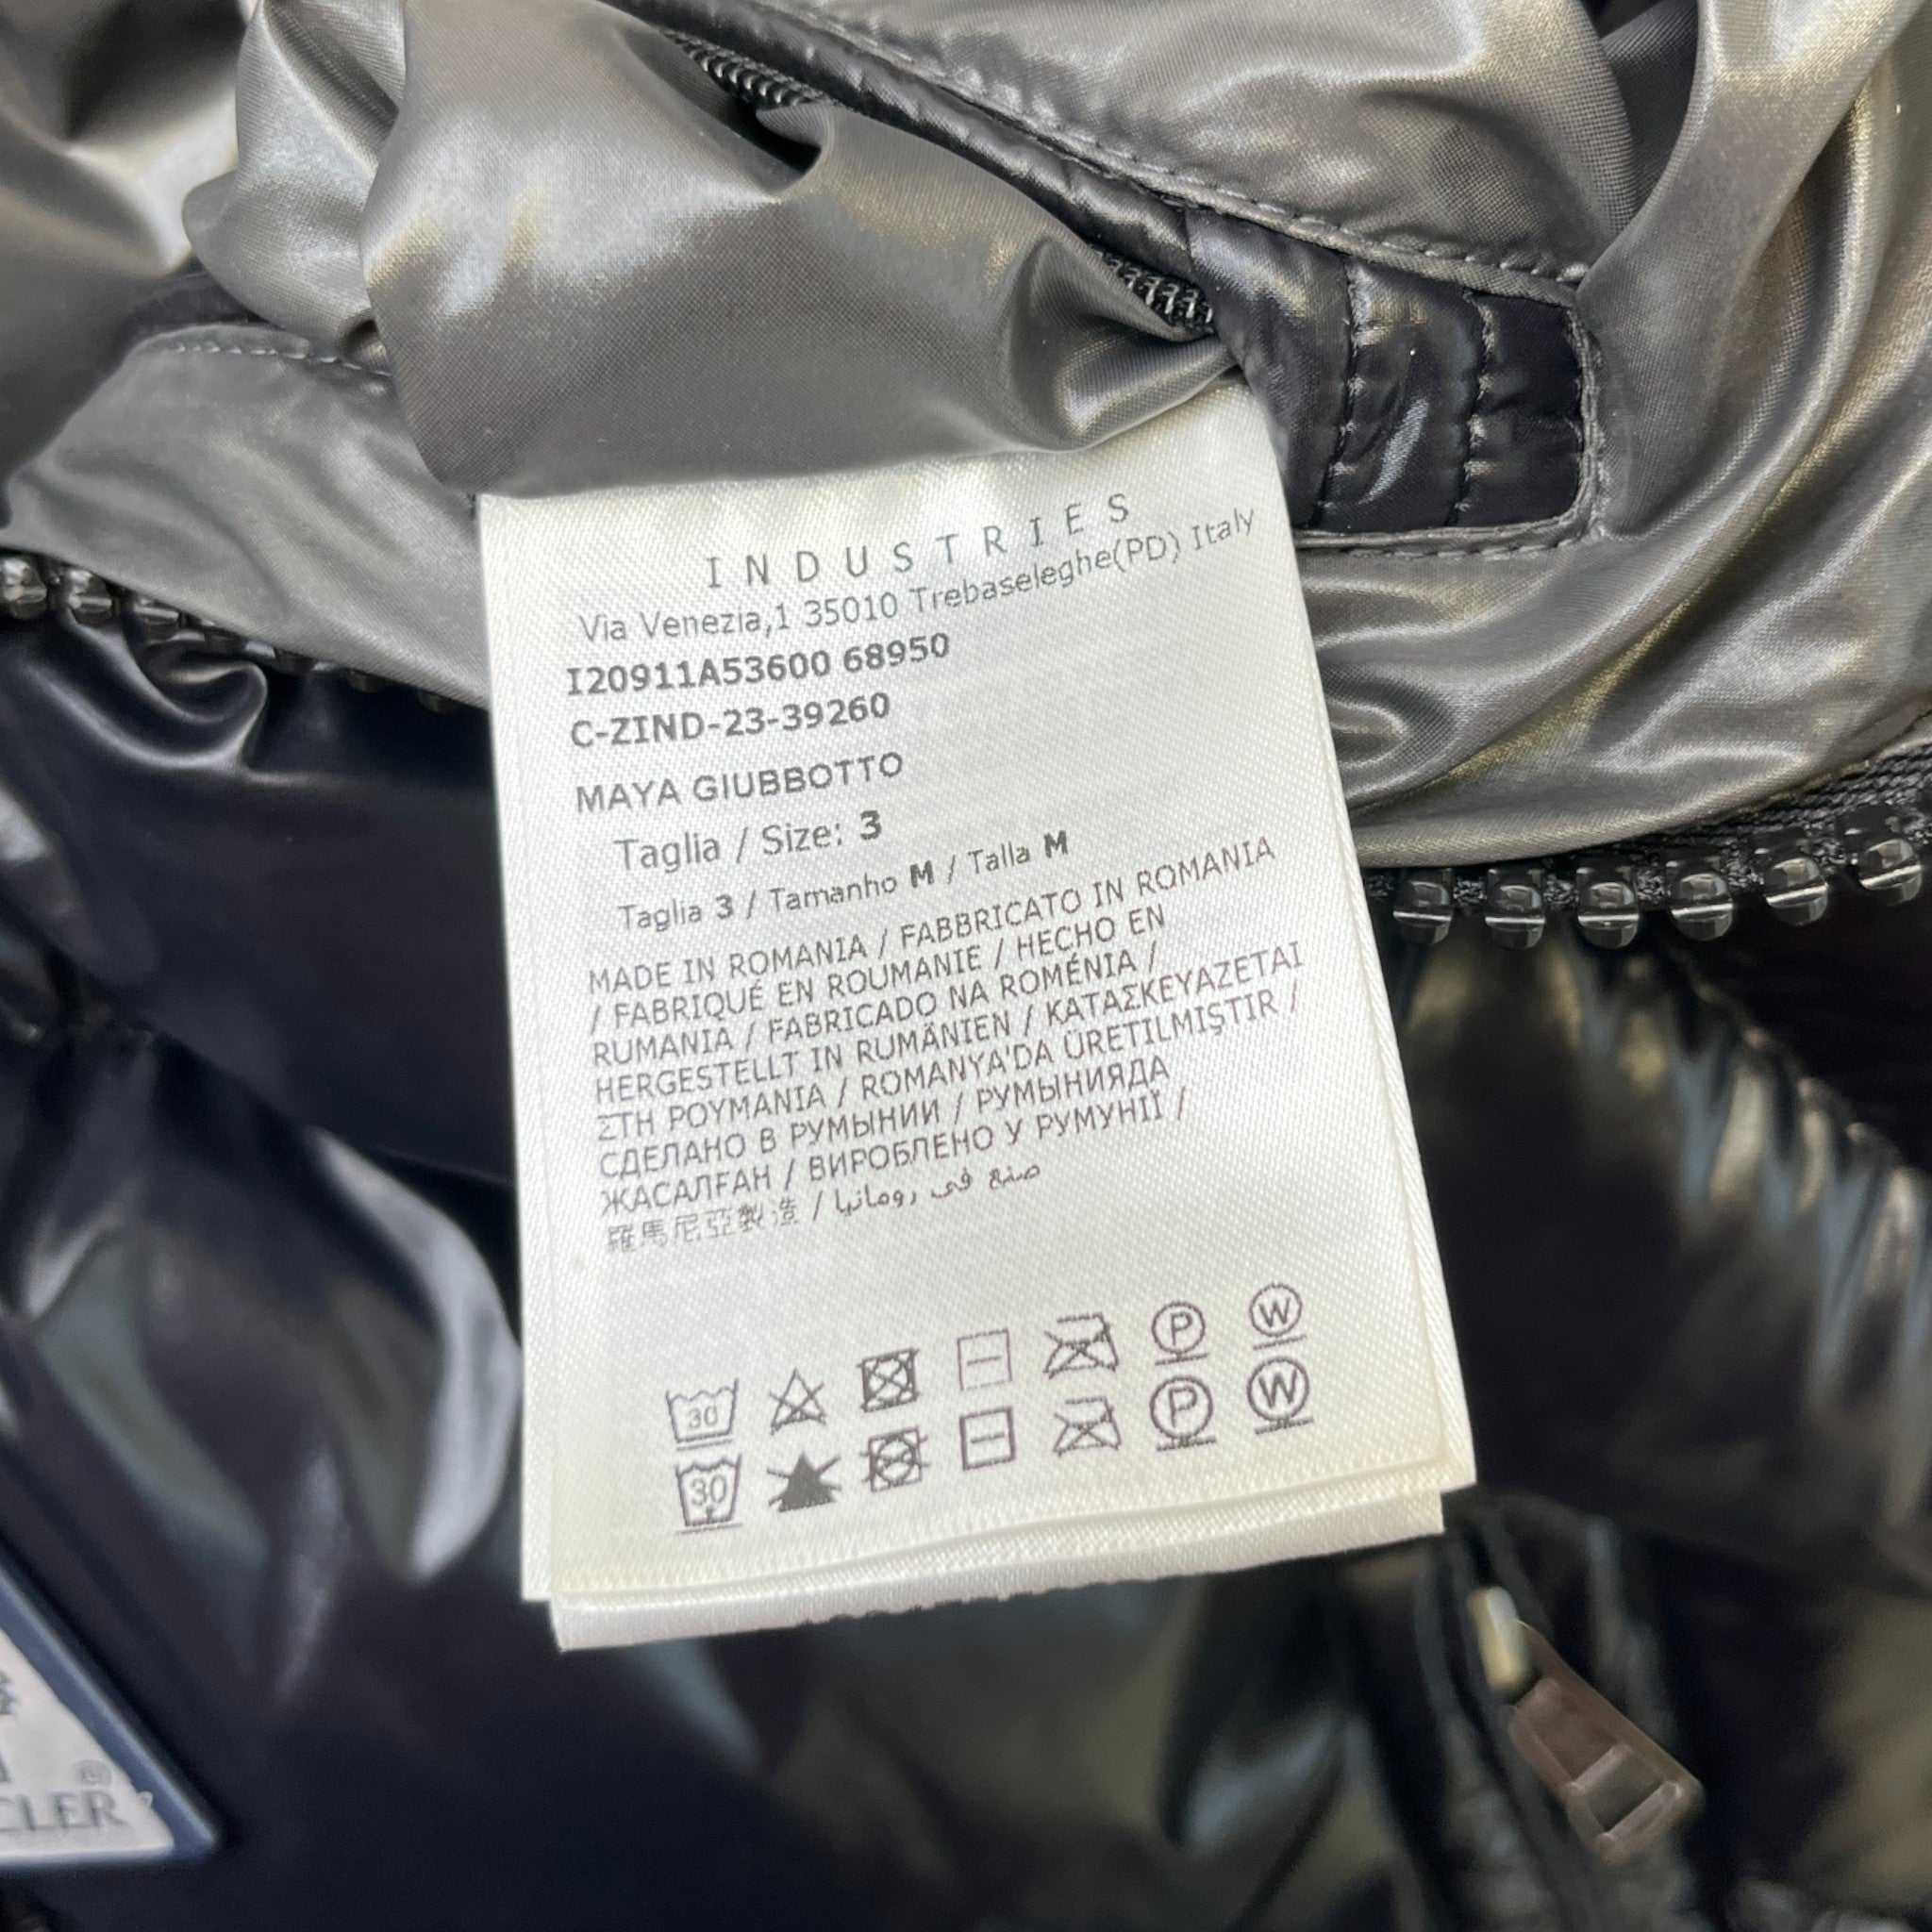 INDUSTRIES
Via Venezia,1 35010 Trebaseleghe(PD) Italy
I20911A53600 68950
C-ZIND-23-39260
MAYA GIUBBOTTO
Taglia / Size: 3
Taglia 3 / Tamanho M / Talla M
MADE IN ROMANIA / FABBRICATO IN ROMANIA
/ FABRIQUÉ EN ROUMANIE / HECHO EN
RUMANIA / FABRICADO NA ROMÉNIA /
HERGESTELLT IN RUMÄNIEN / ΚΑΤΑΣΚΕΥΑΖΕΤΑΙ
ΣΤΗ ΡΟΥΜΑΝΙΑ / ROMANYA'DA ÜRETILMIŞTIR /
СДЕЛАНО В РУМЫНИИ / РУМЫНИЯДА
ЖАСАЛҒАН / ВИРОБЛЕНО У РУМУНІЇ /
羅馬尼亞製造 / صنع في رومانيا
30 P W
30 P W
CLER